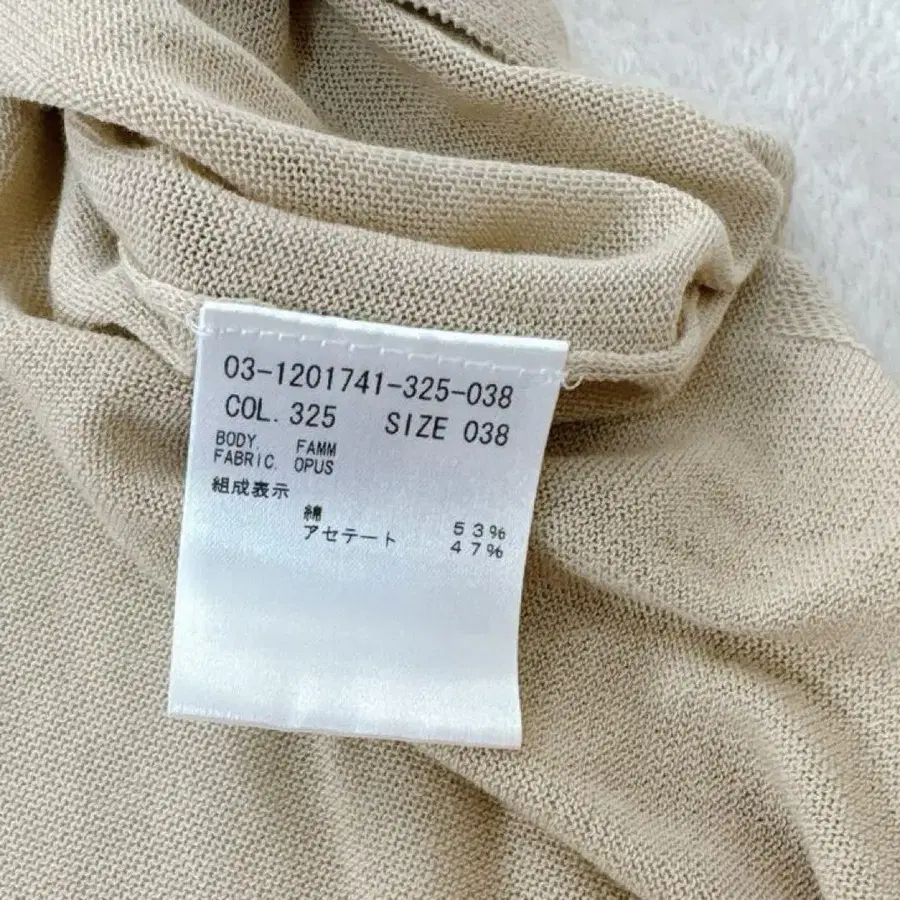 03-1201741-325-038
COL. 325 SIZE 038
BODY. FAMM
FABRIC. OPUS
組成表示
綿 53%
アセテート 47%